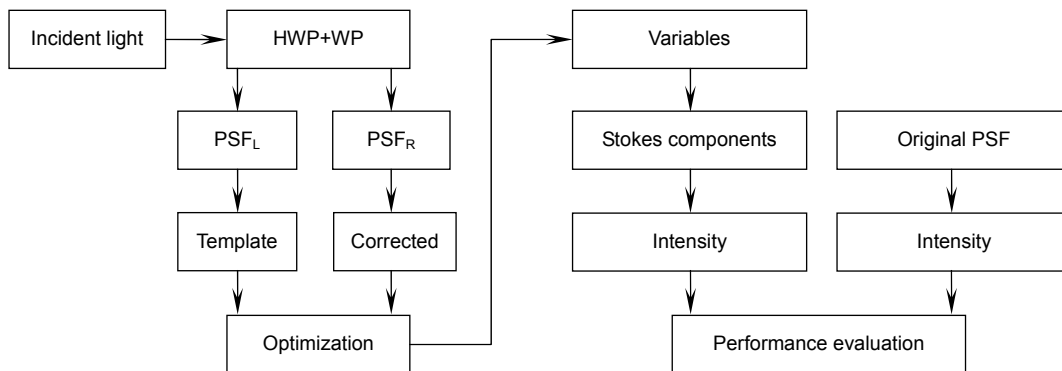 Incident light
HWP+WP
Variables
PSF_L
PSF_R
Stokes components
Original PSF
Template
Corrected
Intensity
Intensity
Optimization
Performance evaluation